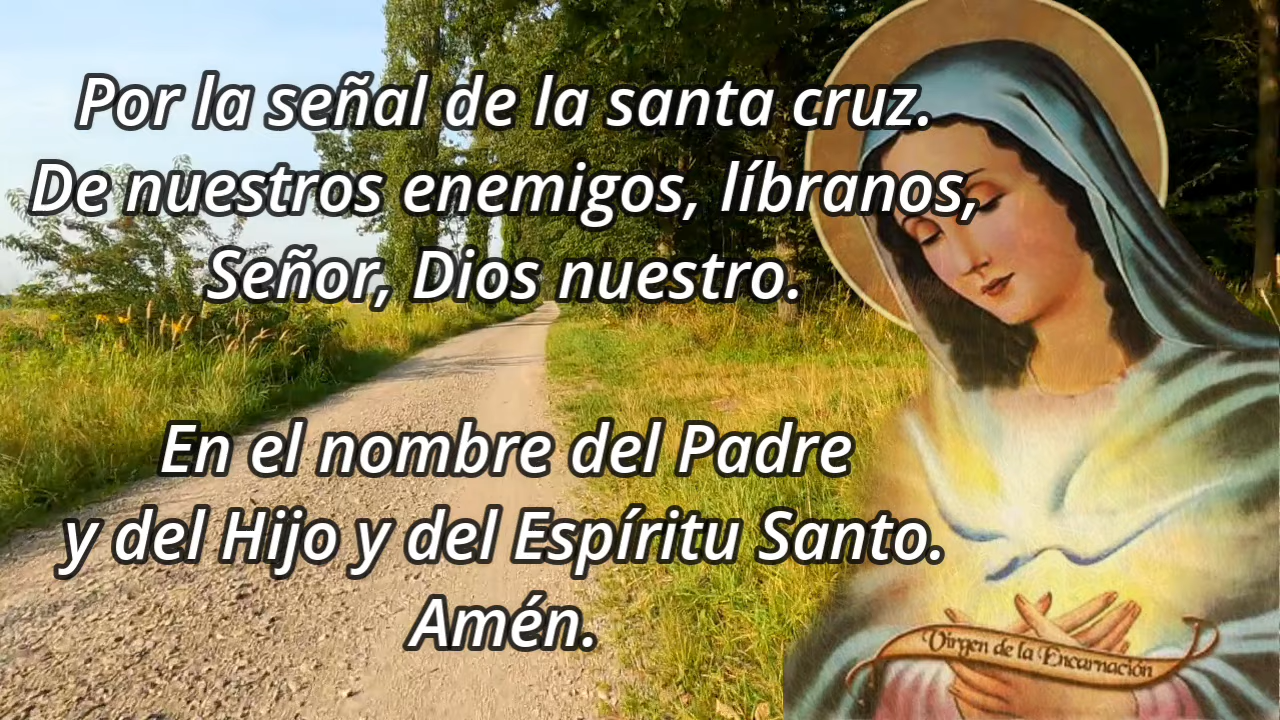 Por la señal de la santa cruz.
De nuestros enemigos, líbranos,
Señor, Dios nuestro.
En el nombre del Padre
y del Hijo y del Espíritu Santo.
Amén.
Virgen de la Encarnación